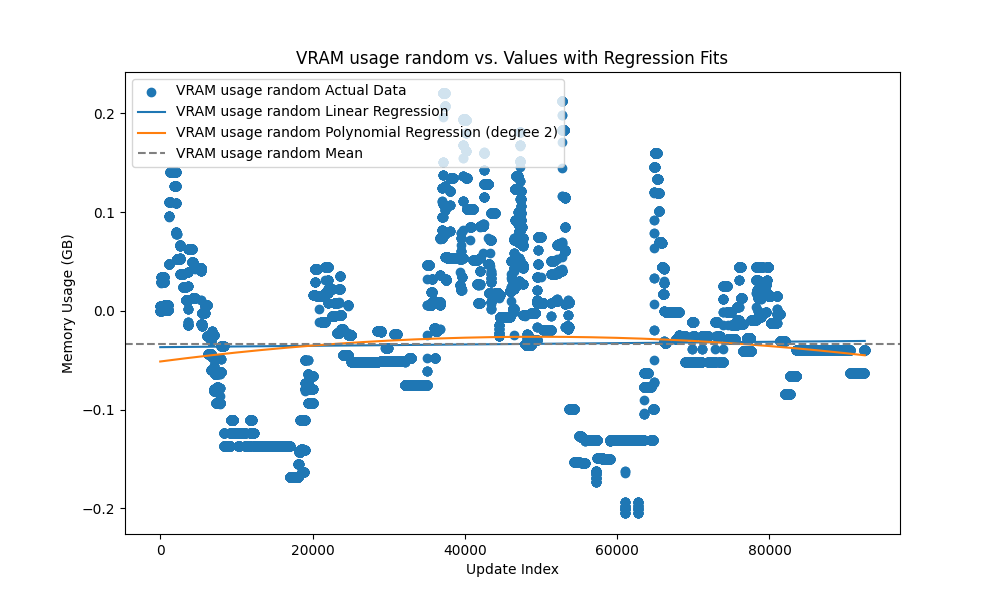 VRAM usage random vs. Values with Regression Fits
VRAM usage random Actual Data
VRAM usage random Linear Regression
VRAM usage random Polynomial Regression (degree 2)
VRAM usage random Mean
Memory Usage (GB)
0.2
0.1
0.0
−0.1
−0.2
0
20000
40000
60000
80000
Update Index